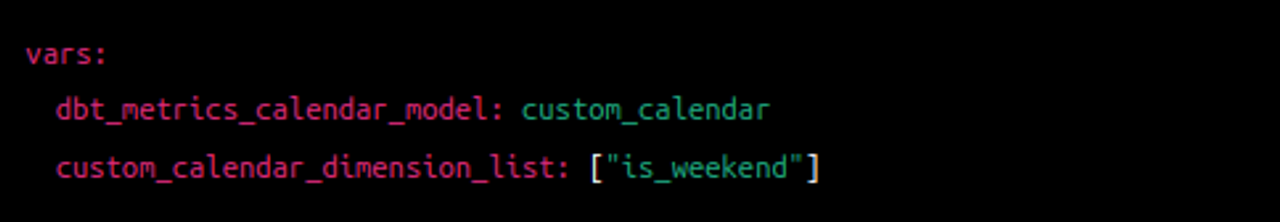 vars:
  dbt_metrics_calendar_model: custom_calendar
  custom_calendar_dimension_list: ["is_weekend"]